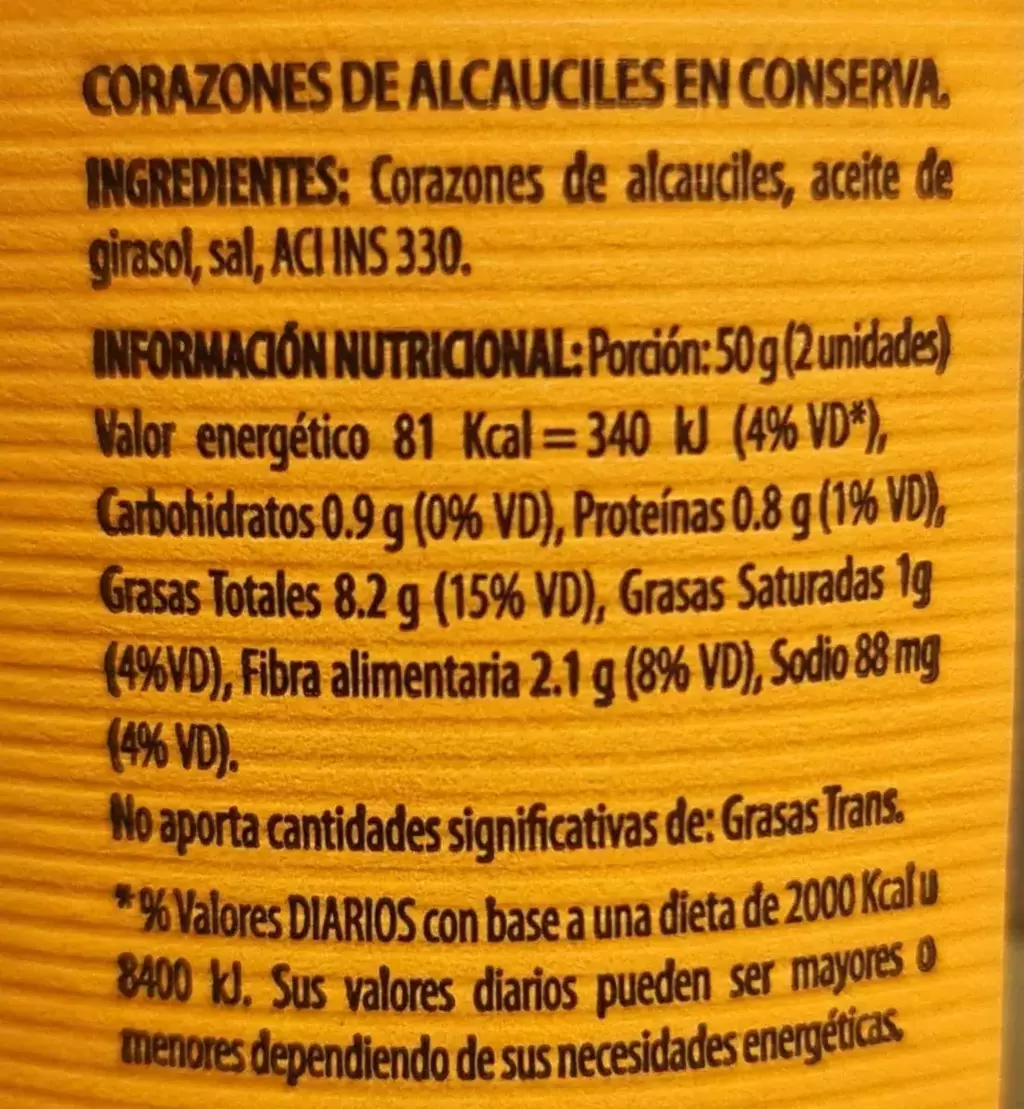 CORAZONES DE ALCAUCILES EN CONSERVA.
INGREDIENTES: Corazones de alcauciles, aceite de
girasol, sal, ACI INS 330.
INFORMACIÓN NUTRICIONAL: Porción: 50 g (2 unidades)
Valor energético 81 Kcal = 340 kJ (4% VD*),
Carbohidratos 0.9 g (0% VD), Proteínas 0.8 g (1% VD),
Grasas Totales 8.2 g (15% VD), Grasas Saturadas 1g
(4%VD), Fibra alimentaria 2.1 g (8% VD), Sodio 88 mg
(4% VD).
No aporta cantidades significativas de: Grasas Trans.
*% Valores DIARIOS con base a una dieta de 2000 Kcal u
8400 kJ. Sus valores diarios pueden ser mayores o
menores dependiendo de sus necesidades energéticas.